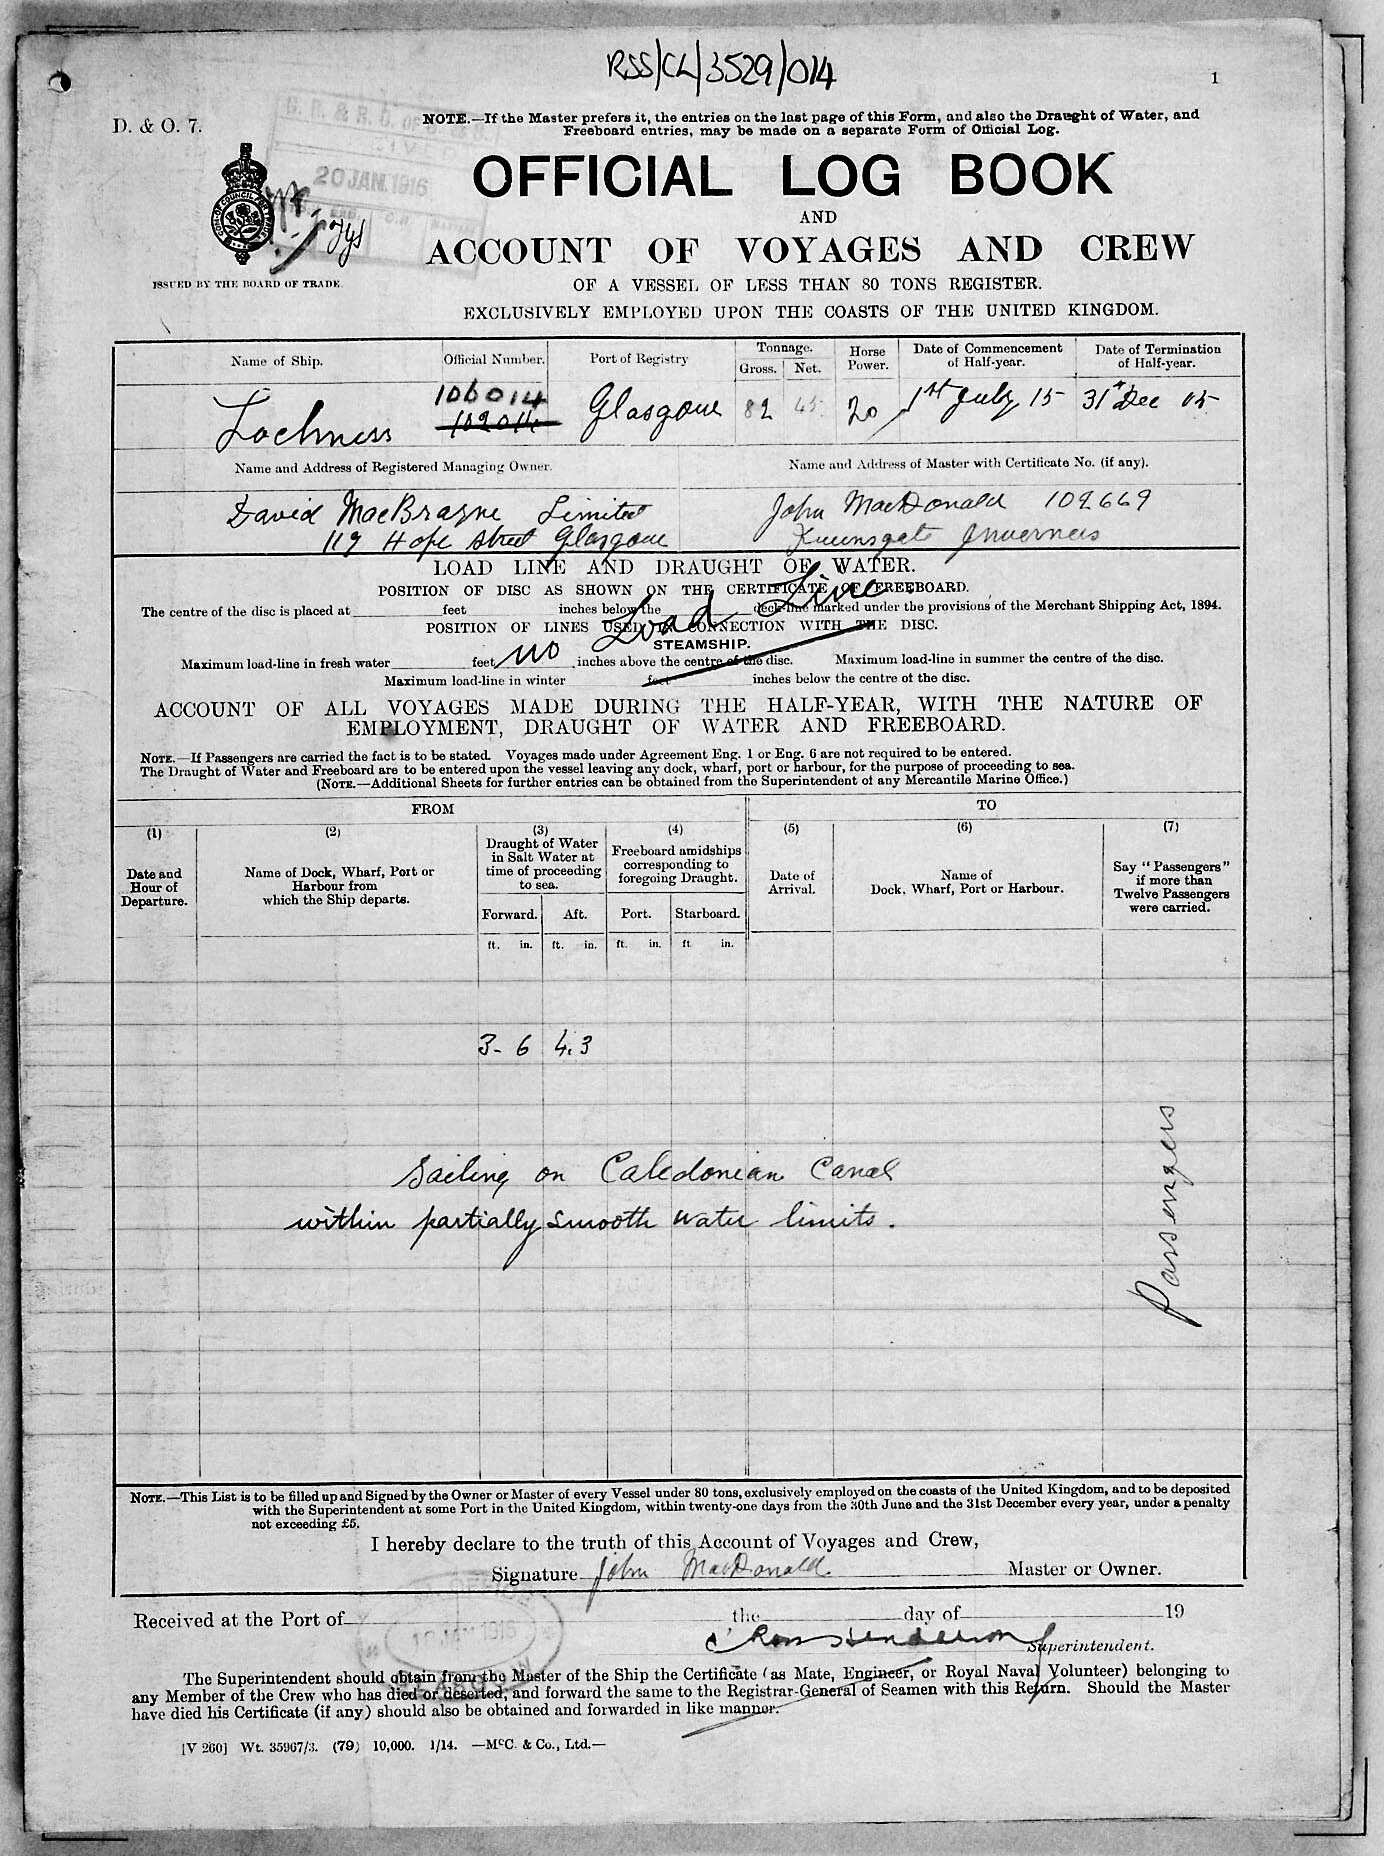 RSS/CL/3529/014
1
D. & O. 7.
NOTE.—If the Master prefers it, the entries on the last page of this Form, and also the Draught of Water, and
Freeboard entries, may be made on a separate Form of Official Log.
20 JAN. 1916
OFFICIAL LOG BOOK
AND
ACCOUNT OF VOYAGES AND CREW
ISSUED BY THE BOARD OF TRADE.
OF A VESSEL OF LESS THAN 80 TONS REGISTER.
EXCLUSIVELY EMPLOYED UPON THE COASTS OF THE UNITED KINGDOM.
Name of Ship. Official Number. Port of Registry Tonnage. Gross. Net. Horse Power. Date of Commencement of Half-year. Date of Termination of Half-year.
106014
Lochness 102014 Glasgow 82 45 20 1st July 15 31st Dec 15
Name and Address of Registered Managing Owner. Name and Address of Master with Certificate No. (if any).
David MacBrayne Limited John MacDonald 102669
119 Hope Street Glasgow Queensgate Inverness
LOAD LINE AND DRAUGHT OF WATER.
POSITION OF DISC AS SHOWN ON THE CERTIFICATE OF FREEBOARD.
The centre of the disc is placed at feet inches below the deck-line marked under the provisions of the Merchant Shipping Act, 1894.
POSITION OF LINES USED IN CONNECTION WITH THE DISC.
STEAMSHIP.
no Load Line
Maximum load-line in fresh water feet inches above the centre of the disc. Maximum load-line in summer the centre of the disc.
Maximum load-line in winter feet inches below the centre of the disc.
ACCOUNT OF ALL VOYAGES MADE DURING THE HALF-YEAR, WITH THE NATURE OF
EMPLOYMENT, DRAUGHT OF WATER AND FREEBOARD.
NOTE.—If Passengers are carried the fact is to be stated. Voyages made under Agreement Eng. 1 or Eng. 6 are not required to be entered.
The Draught of Water and Freeboard are to be entered upon the vessel leaving any dock, wharf, port or harbour, for the purpose of proceeding to sea.
(NOTE.—Additional Sheets for further entries can be obtained from the Superintendent of any Mercantile Marine Office.)
FROM TO
(1) (2) (3) (4) (5) (6) (7)
Date and Hour of Departure. Name of Dock, Wharf, Port or Harbour from which the Ship departs. Draught of Water in Salt Water at time of proceeding to sea. Freeboard amidships corresponding to foregoing Draught. Date of Arrival. Name of Dock, Wharf, Port or Harbour. Say "Passengers" if more than Twelve Passengers were carried.
Forward. Aft. Port. Starboard.
ft. in. ft. in. ft. in. ft. in.
3-6 4.3
Sailing on Caledonian Canal
within partially smooth water limits.
Passengers
NOTE.—This List is to be filled up and Signed by the Owner or Master of every Vessel under 80 tons, exclusively employed on the coasts of the United Kingdom, and to be deposited
with the Superintendent at some Port in the United Kingdom, within twenty-one days from the 30th June and the 31st December every year, under a penalty
not exceeding £5.
I hereby declare to the truth of this Account of Voyages and Crew,
Signature John MacDonald Master or Owner.
Received at the Port of the day of 19
Henderson Superintendent.
The Superintendent should obtain from the Master of the Ship the Certificate (as Mate, Engineer, or Royal Naval Volunteer) belonging to
any Member of the Crew who has died or deserted, and forward the same to the Registrar-General of Seamen with this Return. Should the Master
have died his Certificate (if any) should also be obtained and forwarded in like manner.
[V 260] Wt. 35967/3. (79) 10,000. 1/14. —McC. & Co., Ltd.—